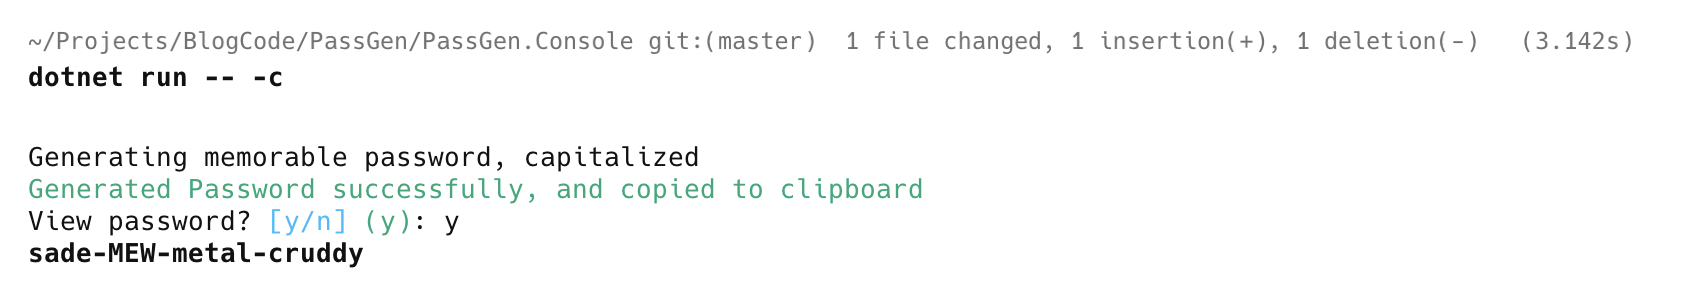 ~/Projects/BlogCode/PassGen/PassGen.Console git:(master)  1 file changed, 1 insertion(+), 1 deletion(-)  (3.142s)
dotnet run -- -c
Generating memorable password, capitalized
Generated Password successfully, and copied to clipboard
View password? [y/n] (y): y
sade-MEW-metal-cruddy